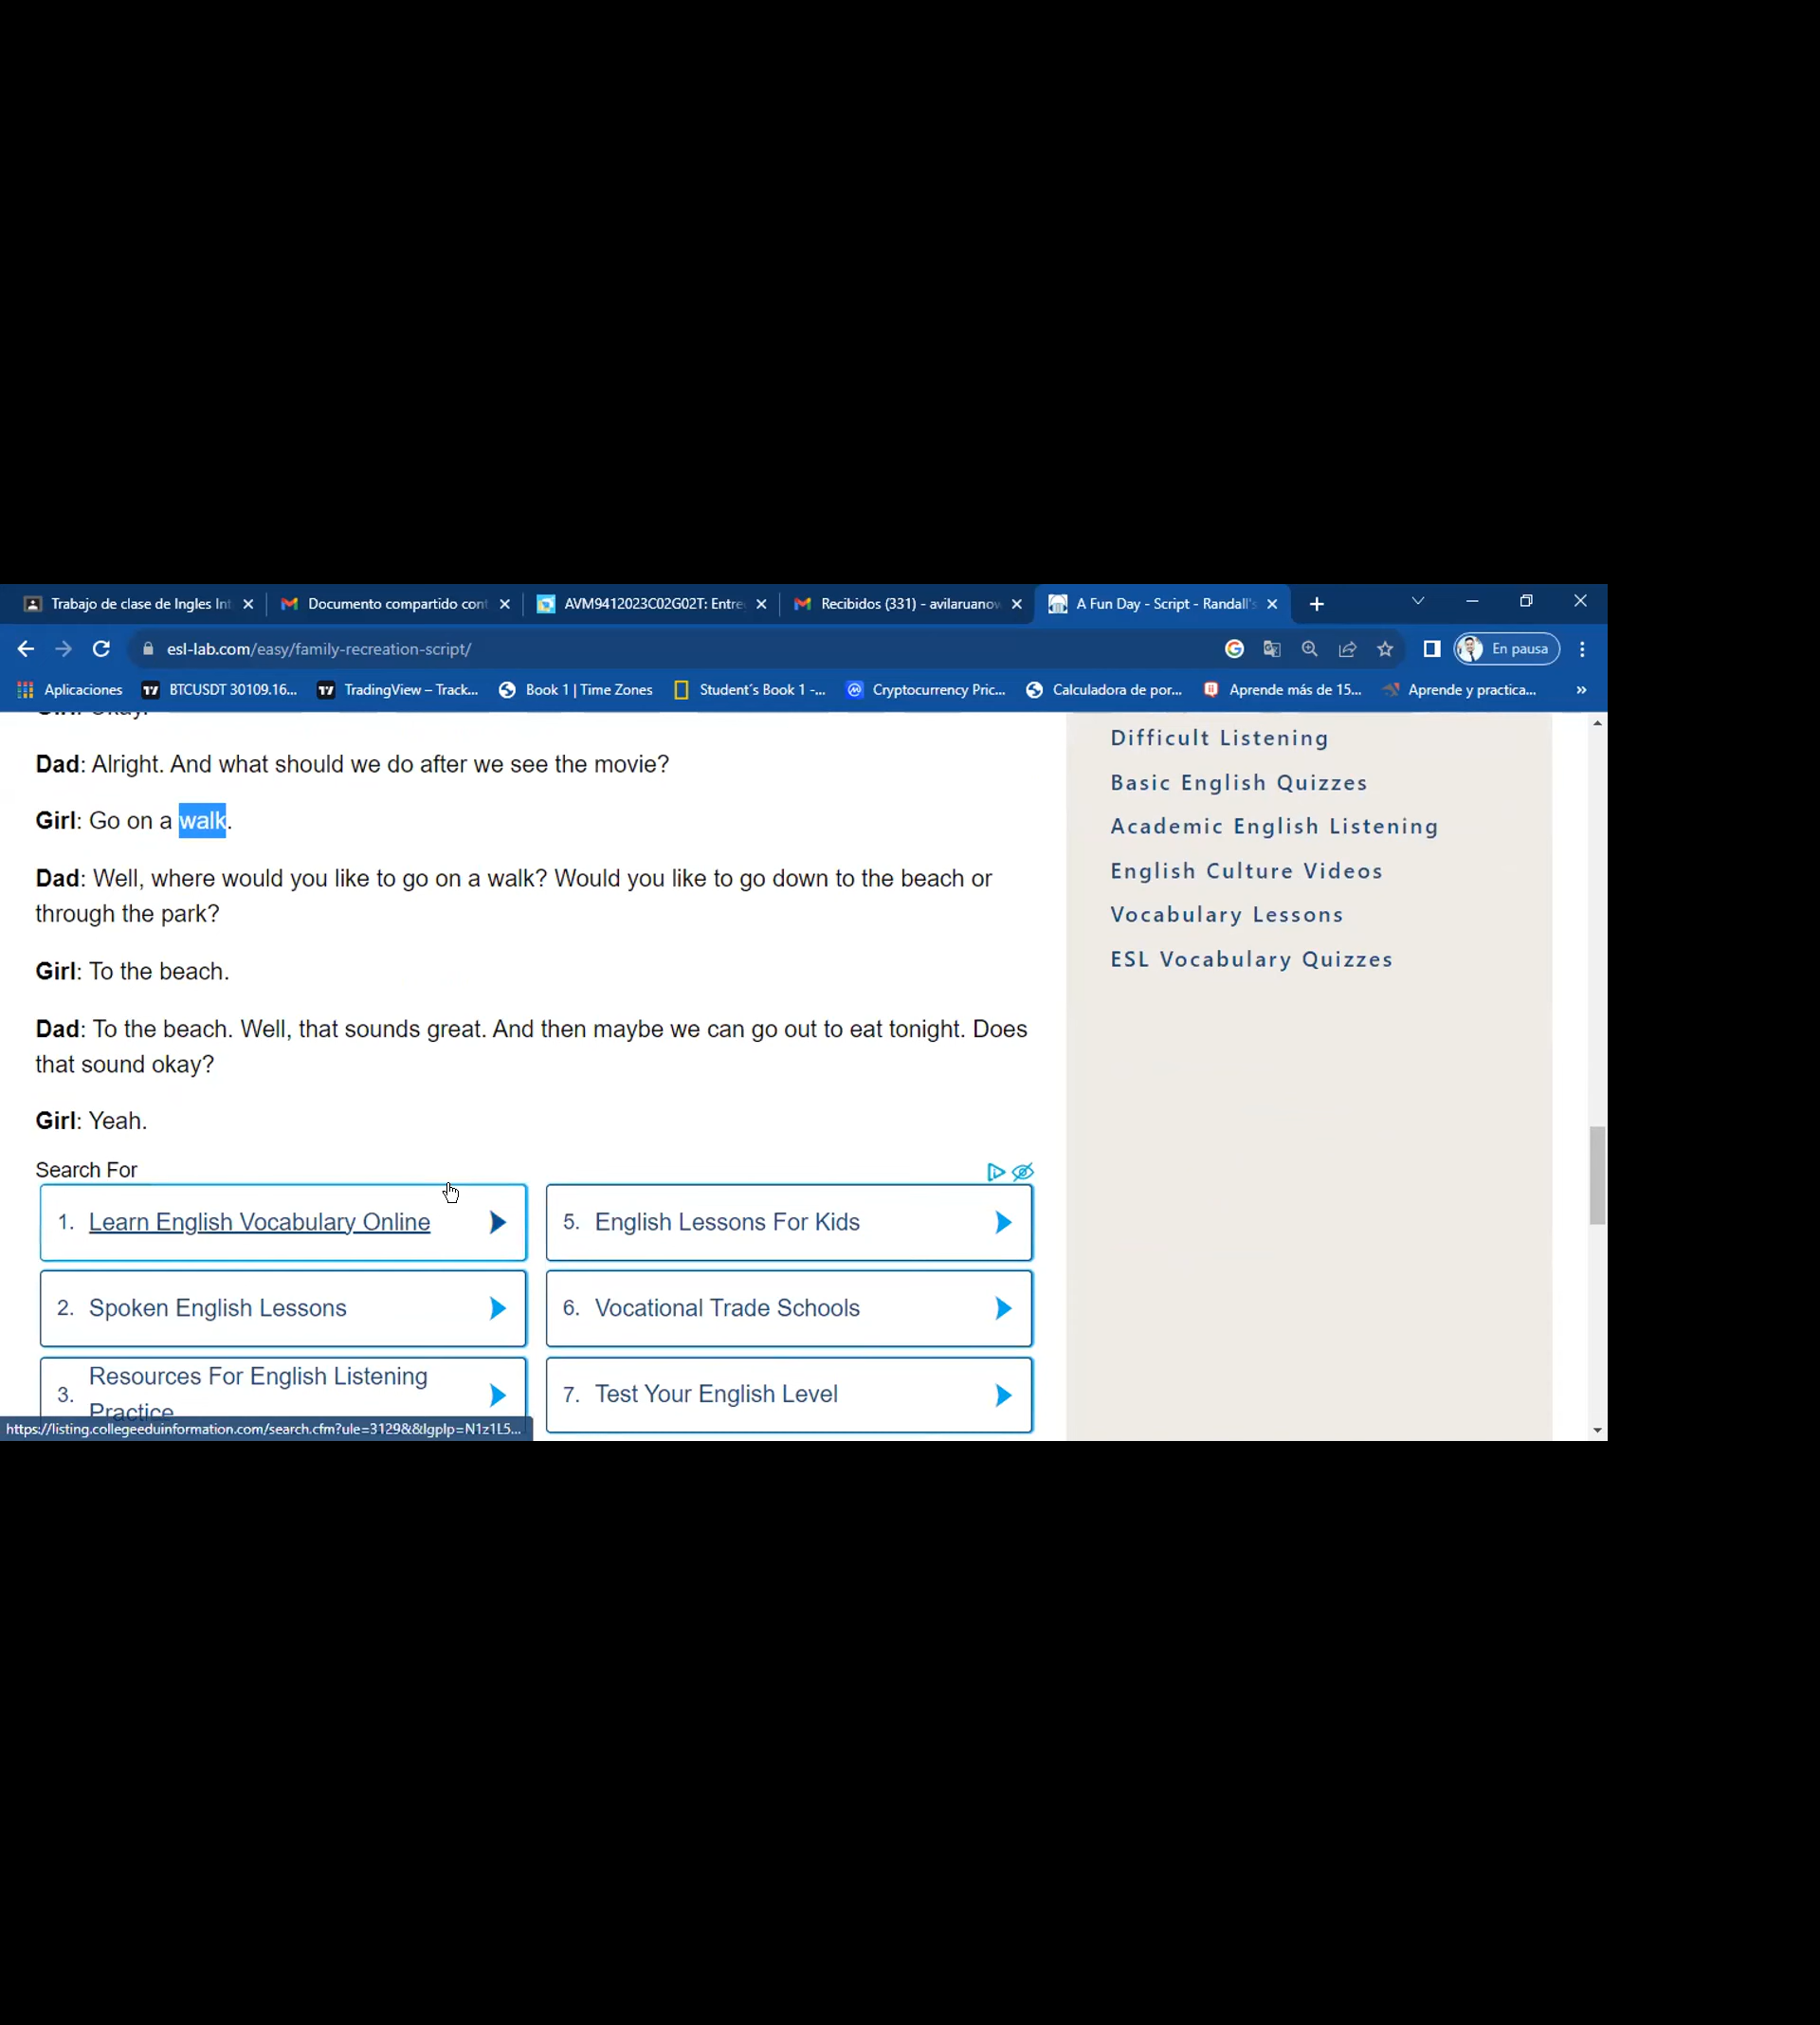 Trabajo de clase de Ingles Int
Documento compartido cont
AVM9412023C02G02T: Entre
Recibidos (331) - avilaruanov
A Fun Day - Script - Randall's
esl-lab.com/easy/family-recreation-script/
En pausa
Aplicaciones
BTCUSDT 30109.16...
TradingView – Track...
Book 1 | Time Zones
Student´s Book 1 -...
Cryptocurrency Pric...
Calculadora de por...
Aprende más de 15...
Aprende y practica...
»
Girl: Okay.
Dad: Alright. And what should we do after we see the movie?
Girl: Go on a walk.
Dad: Well, where would you like to go on a walk? Would you like to go down to the beach or
through the park?
Girl: To the beach.
Dad: To the beach. Well, that sounds great. And then maybe we can go out to eat tonight. Does
that sound okay?
Girl: Yeah.
Search For
1. Learn English Vocabulary Online
2. Spoken English Lessons
3. Resources For English Listening
Practice
5. English Lessons For Kids
6. Vocational Trade Schools
7. Test Your English Level
Difficult Listening
Basic English Quizzes
Academic English Listening
English Culture Videos
Vocabulary Lessons
ESL Vocabulary Quizzes
https://listing.collegeeduinformation.com/search.cfm?ule=3129&&lgplp=N1z1L5...